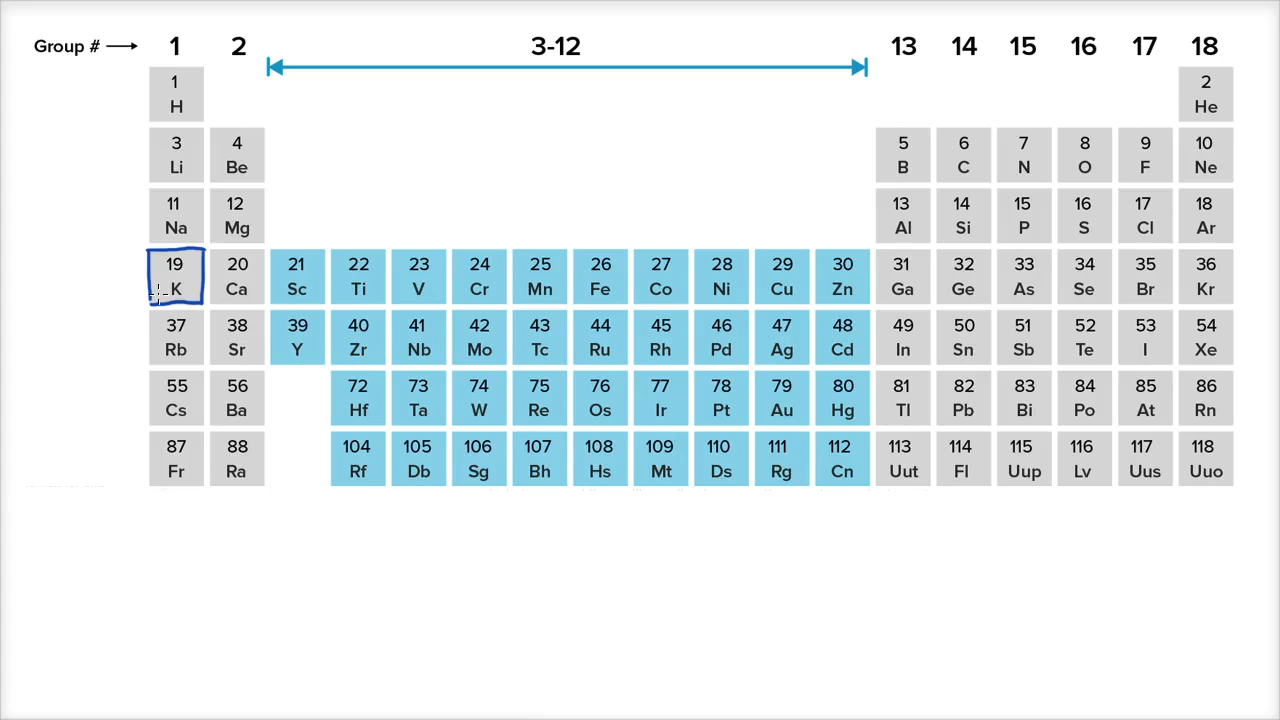 Group # → 1 2 3-12 13 14 15 16 17 18
1 2
H He
3 4 5 6 7 8 9 10
Li Be B C N O F Ne
11 12 13 14 15 16 17 18
Na Mg Al Si P S Cl Ar
19 20 21 22 23 24 25 26 27 28 29 30 31 32 33 34 35 36
K Ca Sc Ti V Cr Mn Fe Co Ni Cu Zn Ga Ge As Se Br Kr
37 38 39 40 41 42 43 44 45 46 47 48 49 50 51 52 53 54
Rb Sr Y Zr Nb Mo Tc Ru Rh Pd Ag Cd In Sn Sb Te I Xe
55 56 72 73 74 75 76 77 78 79 80 81 82 83 84 85 86
Cs Ba Hf Ta W Re Os Ir Pt Au Hg Tl Pb Bi Po At Rn
87 88 104 105 106 107 108 109 110 111 112 113 114 115 116 117 118
Fr Ra Rf Db Sg Bh Hs Mt Ds Rg Cn Uut Fl Uup Lv Uus Uuo